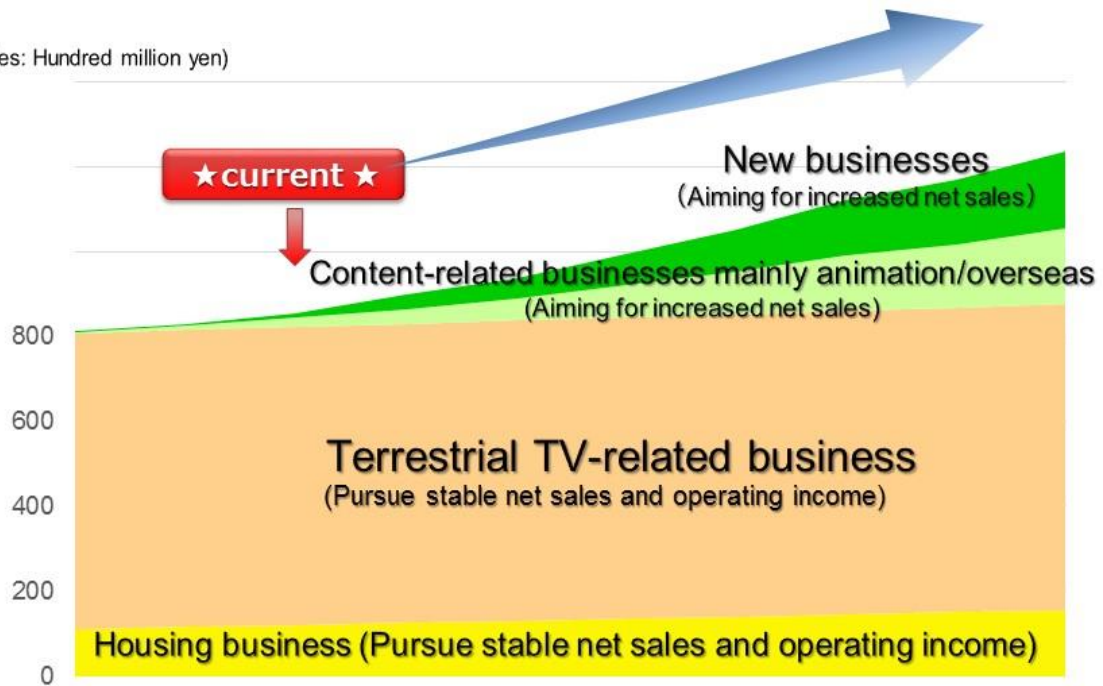 es: Hundred million yen)
★current ★
New businesses
(Aiming for increased net sales)
Content-related businesses mainly animation/overseas
(Aiming for increased net sales)
800
600
Terrestrial TV-related business
(Pursue stable net sales and operating income)
400
200
Housing business (Pursue stable net sales and operating income)
0